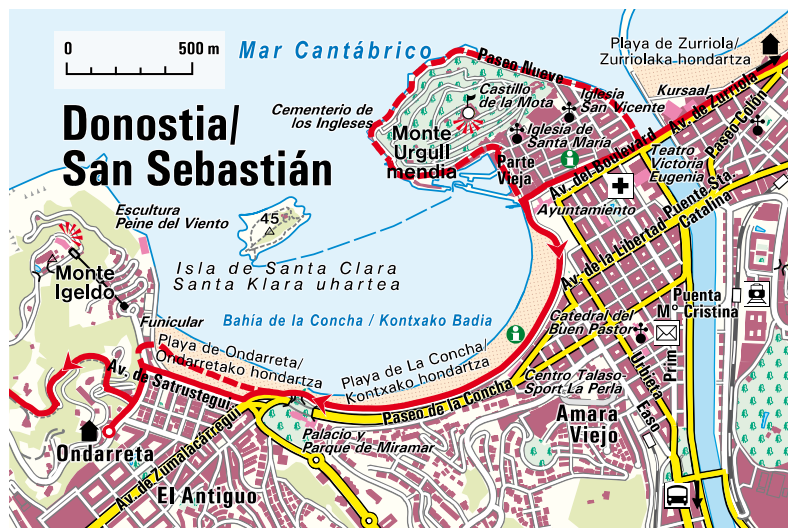 0 500 m
Mar Cantábrico
Donostia/
San Sebastián
Playa de Zurriola/
Zurriolaka hondartza
Paseo Nuevo
Castillo
de la Mota
Iglesia
San Vicente
Kursaal
Av. de Zurriola
Paseo Colón
Cementerio de
los Ingleses
Monte
Urgull
mendia
Iglesia de
Santa María
Parte
Vieja
Av. del Boulevard
Teatro
Victoria
Eugenia
Ayuntamiento
Puente Sta.
Catalina
Av. de la Libertad
Escultura
Peine del Viento
45
Isla de Santa Clara
Santa Klara uhartea
Monte
Igeldo
Funicular
Bahía de la Concha / Kontxako Badia
Catedral del
Buen Pastor
Puenta
Mº Cristina
Playa de Ondarreta/
Ondarretako hondartza
Playa de La Concha/
Kontxako hondartza
Av. de Satrustegui
Paseo de la Concha
Centro Talaso-
Sport La Perla
Urbieta
Prim
Easo
Amara
Viejo
Ondarreta
Av. de Zumalacárregui
Palacio y
Parque de Miramar
El Antiguo